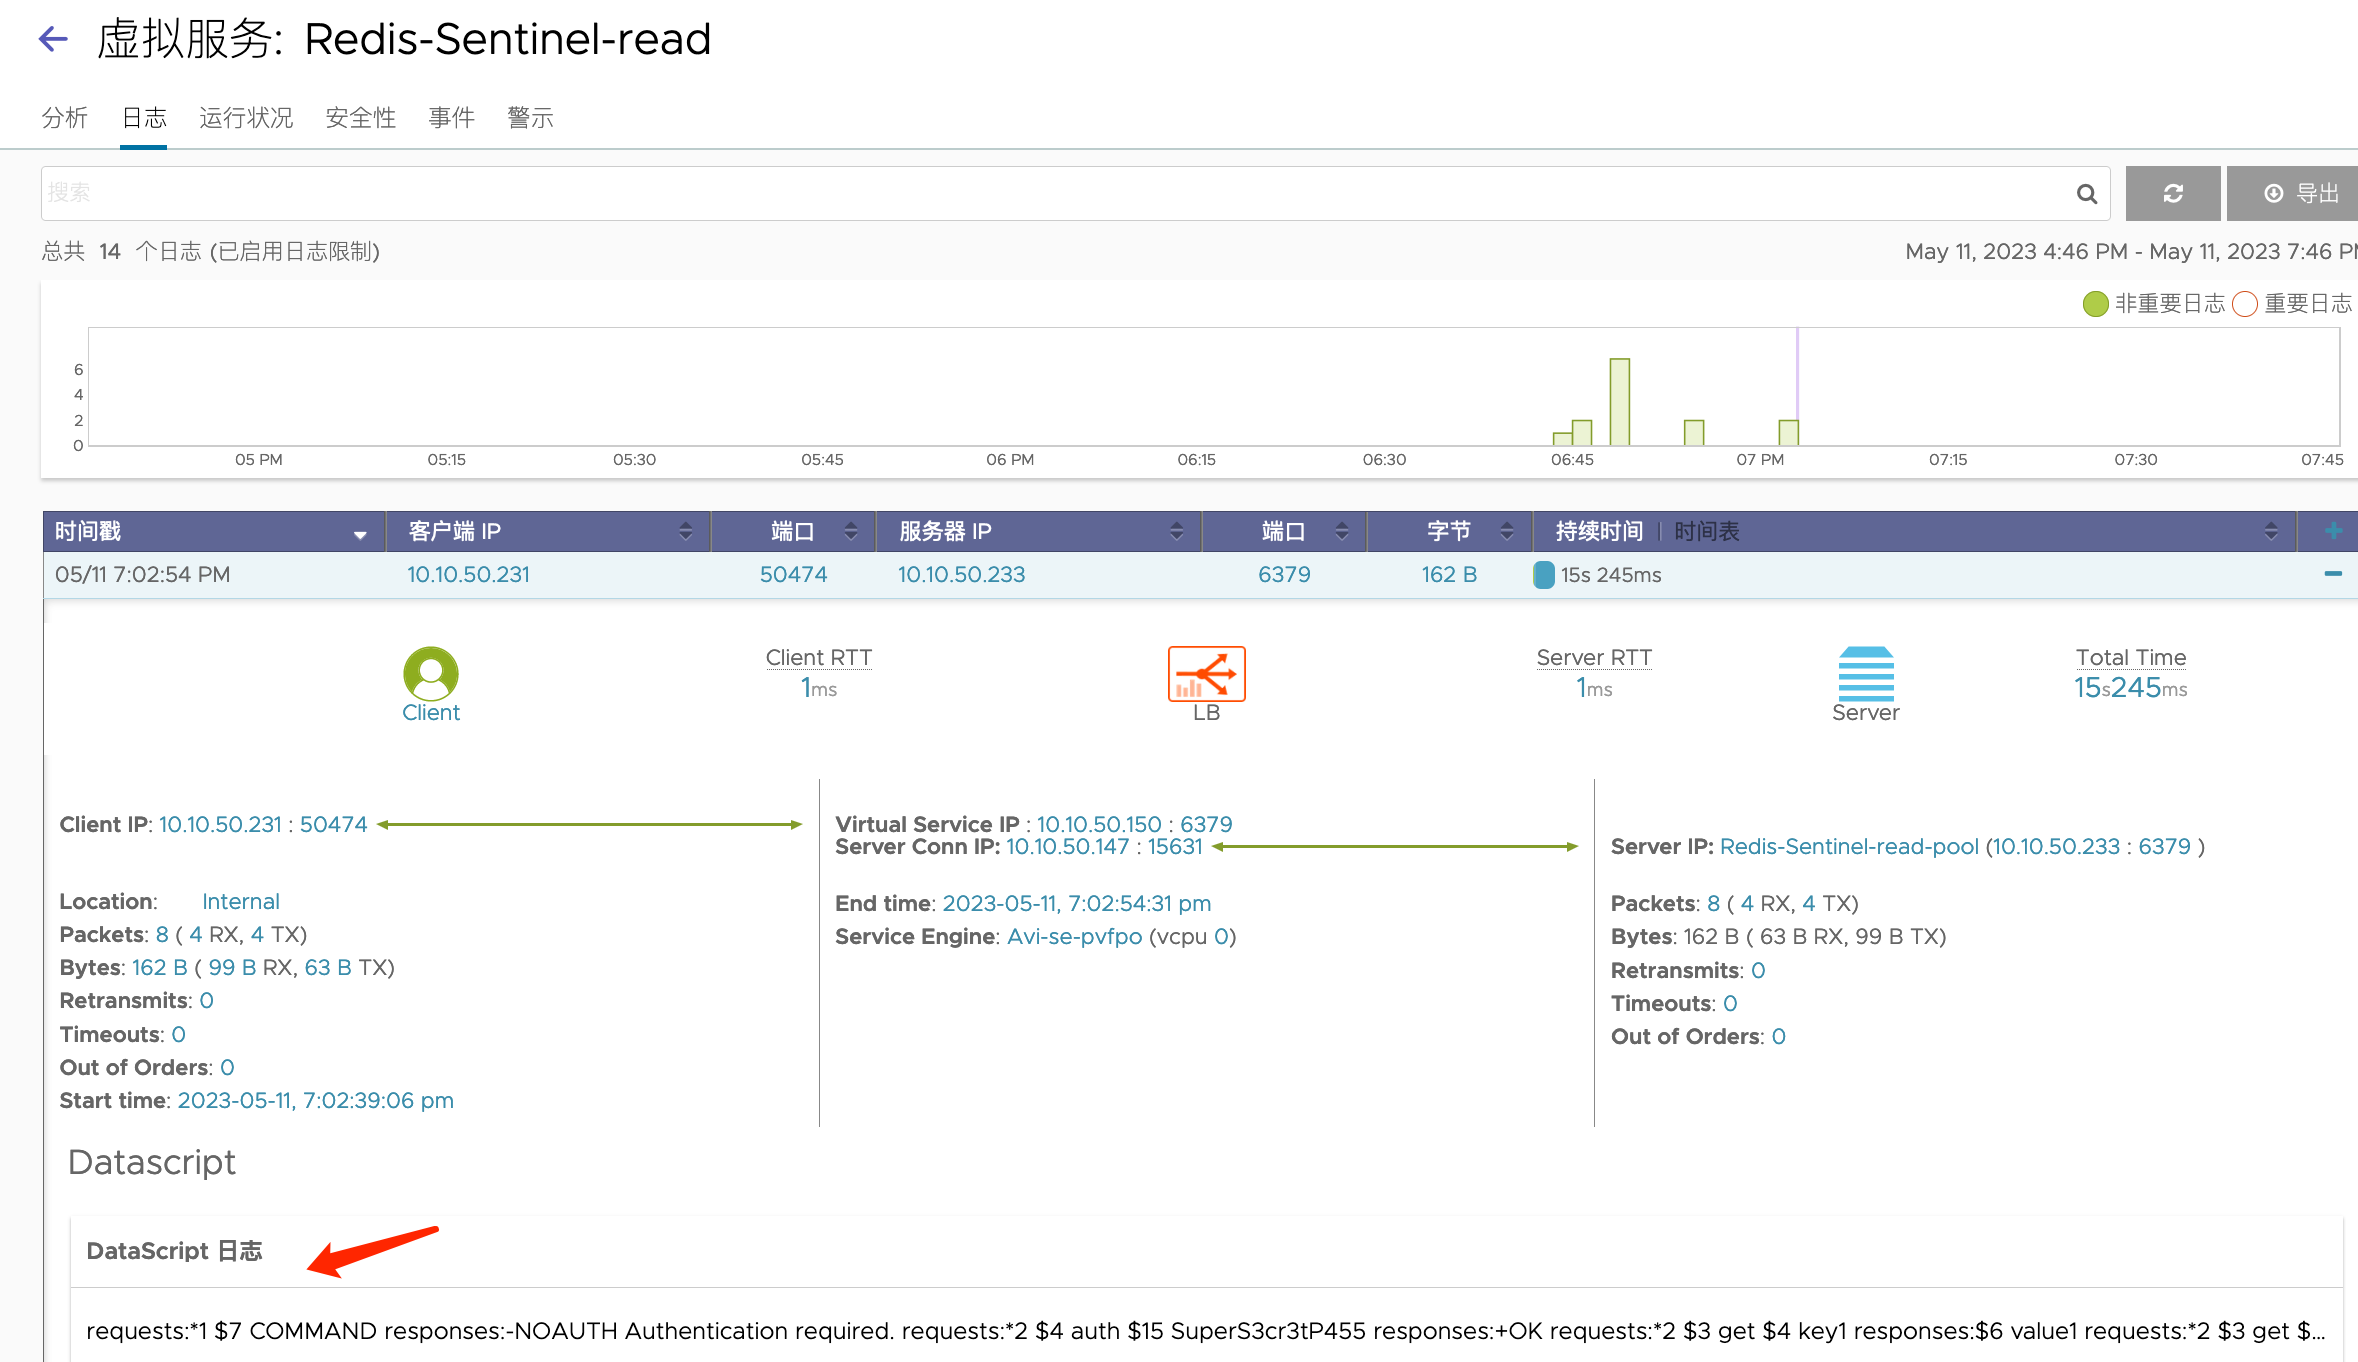 虚拟服务: Redis-Sentinel-read
分析 日志 运行状况 安全性 事件 警示
搜索 导出
总共 14 个日志 (已启用日志限制) May 11, 2023 4:46 PM - May 11, 2023 7:46 PM
非重要日志 重要日志
6
4
2
0
05 PM 05:15 05:30 05:45 06 PM 06:15 06:30 06:45 07 PM 07:15 07:30 07:45
时间戳 客户端 IP 端口 服务器 IP 端口 字节 持续时间 | 时间表 +
05/11 7:02:54 PM 10.10.50.231 50474 10.10.50.233 6379 162 B 15s 245ms
Client RTT Server RTT Total Time
1ms 1ms 15s245ms
Client LB Server
Client IP: 10.10.50.231 : 50474
Location: Internal
Packets: 8 ( 4 RX, 4 TX)
Bytes: 162 B ( 99 B RX, 63 B TX)
Retransmits: 0
Timeouts: 0
Out of Orders: 0
Start time: 2023-05-11, 7:02:39:06 pm
Virtual Service IP : 10.10.50.150 : 6379
Server Conn IP: 10.10.50.147 : 15631
End time: 2023-05-11, 7:02:54:31 pm
Service Engine: Avi-se-pvfpo (vcpu 0)
Server IP: Redis-Sentinel-read-pool (10.10.50.233 : 6379 )
Packets: 8 ( 4 RX, 4 TX)
Bytes: 162 B ( 63 B RX, 99 B TX)
Retransmits: 0
Timeouts: 0
Out of Orders: 0
Datascript
DataScript 日志
requests:*1 $7 COMMAND responses:-NOAUTH Authentication required. requests:*2 $4 auth $15 SuperS3cr3tP455 responses:+OK requests:*2 $3 get $4 key1 responses:$6 value1 requests:*2 $3 get $...